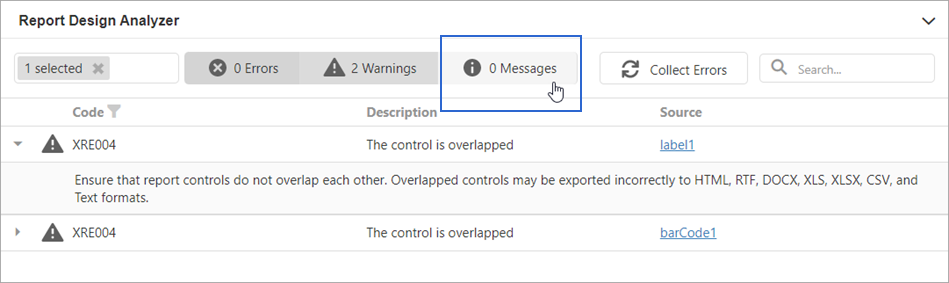 Report Design Analyzer
1 selected 0 Errors 2 Warnings 0 Messages Collect Errors Search...
Code Description Source
XRE004 The control is overlapped label1
Ensure that report controls do not overlap each other. Overlapped controls may be exported incorrectly to HTML, RTF, DOCX, XLS, XLSX, CSV, and
Text formats.
XRE004 The control is overlapped barCode1